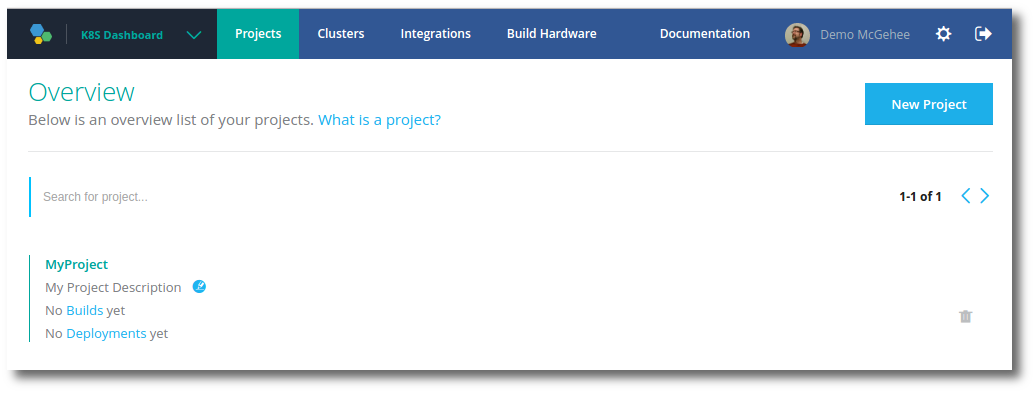 K8S Dashboard Projects Clusters Integrations Build Hardware Documentation Demo McGehee
Overview
Below is an overview list of your projects. What is a project?
New Project
Search for project...
1-1 of 1
MyProject
My Project Description
No Builds yet
No Deployments yet